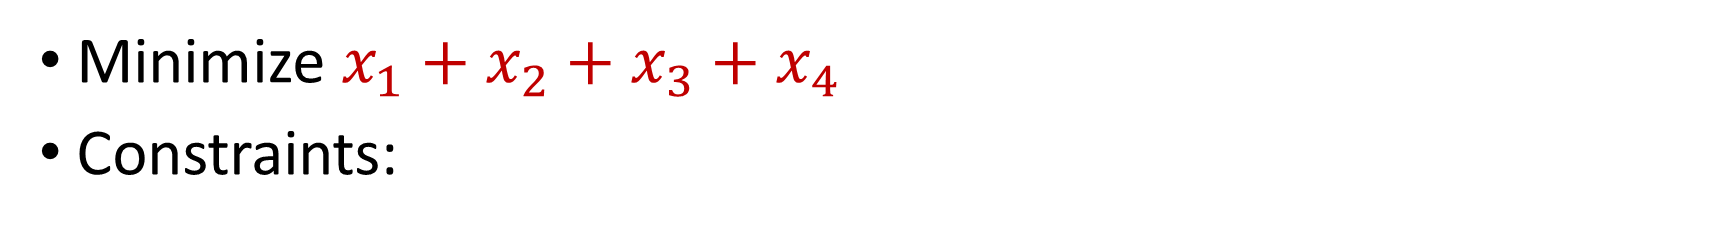 • Minimize x₁ + x₂ + x₃ + x₄
• Constraints: